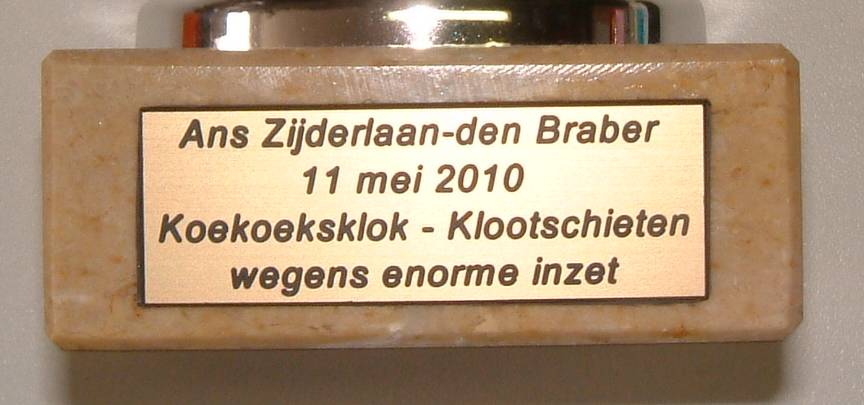 Ans Zijderlaan-den Braber
11 mei 2010
Koekoeksklok - Klootschieten
wegens enorme inzet